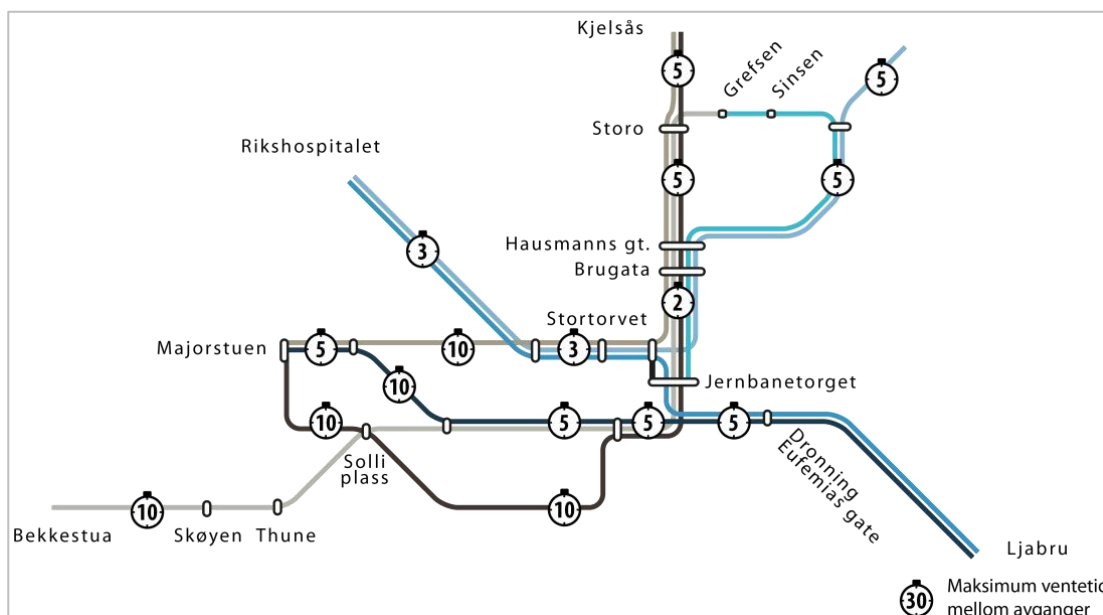 Kjelsås
5
Grefsen
Sinsen
5
Storo
Rikshospitalet
5
5
3
Hausmanns gt.
Brugata
2
Stortorvet
Majorstuen
5
10
3
Jernbanetorget
10
10
5
5
5
Solli
plass
Dronning
Eufemias gate
10
10
Bekkestua
Skøyen
Thune
Ljabru
30
Maksimum ventetid
mellom avganger